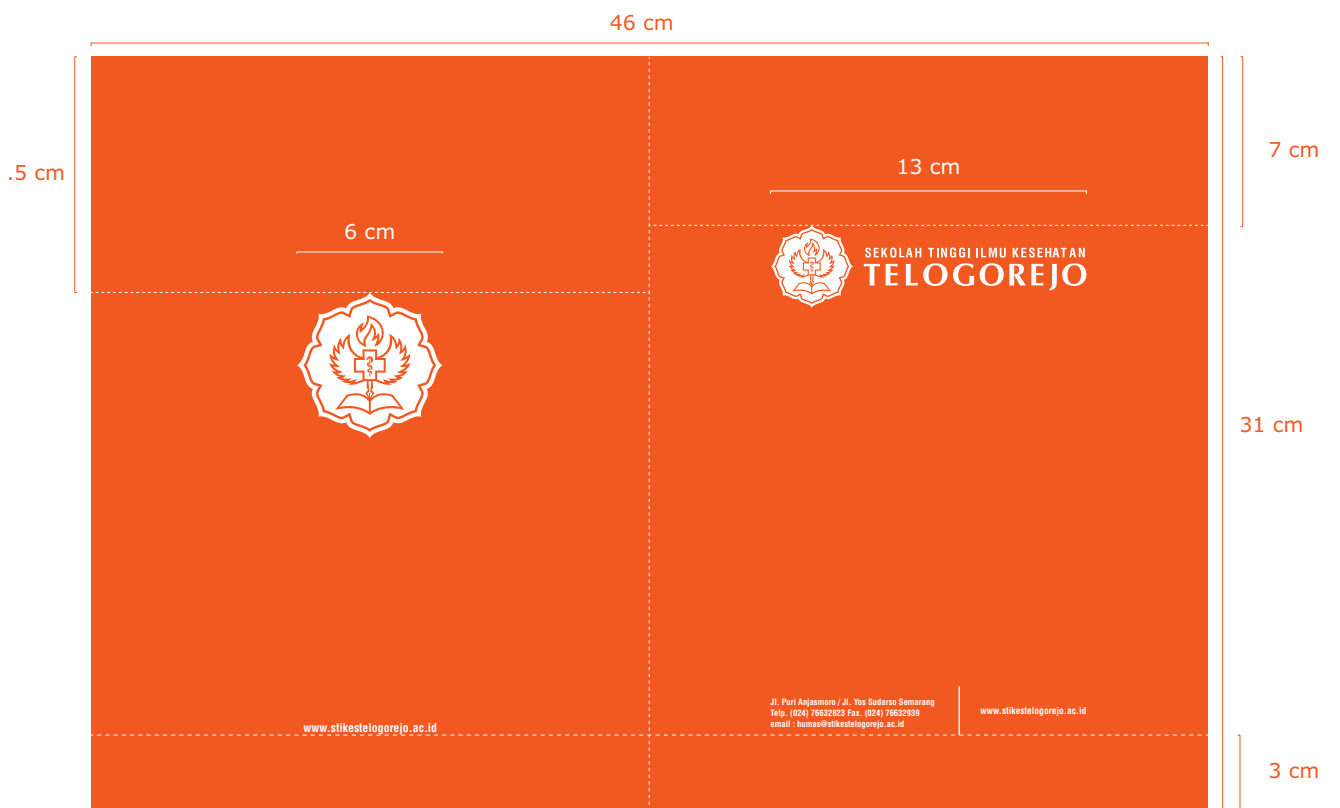 46 cm
.5 cm
7 cm
13 cm
6 cm
SEKOLAH TINGGI ILMU KESEHATAN
TELOGOREJO
31 cm
Jl. Puri Anjasmoro / Jl. Yos Sudarso Semarang
Telp. (024) 76632823 Fax. (024) 76632939
email : humas@stikestelogorejo.ac.id
www.stikestelogorejo.ac.id
www.stikestelogorejo.ac.id
3 cm